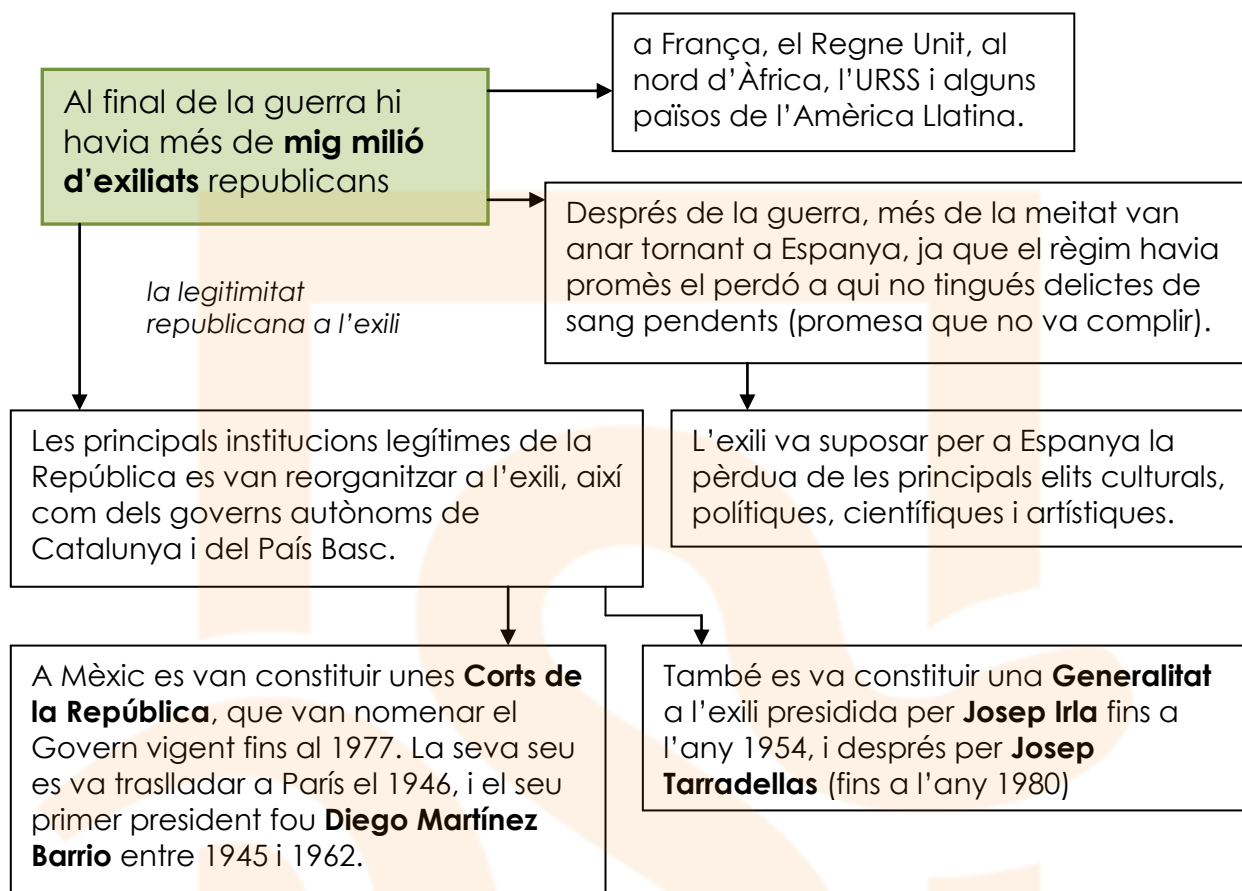 a França, el Regne Unit, al
nord d’Àfrica, l’URSS i alguns
països de l’Amèrica Llatina.
Al final de la guerra hi
havia més de mig milió
d’exiliats republicans
Després de la guerra, més de la meitat van
anar tornant a Espanya, ja que el règim havia
promès el perdó a qui no tingués delictes de
sang pendents (promesa que no va complir).
la legitimitat
republicana a l’exili
Les principals institucions legítimes de la
República es van reorganitzar a l’exili, així
com dels governs autònoms de
Catalunya i del País Basc.
L’exili va suposar per a Espanya la
pèrdua de les principals elits culturals,
polítiques, científiques i artístiques.
A Mèxic es van constituir unes Corts de
la República, que van nomenar el
Govern vigent fins al 1977. La seva seu
es va traslladar a París el 1946, i el seu
primer president fou Diego Martínez
Barrio entre 1945 i 1962.
També es va constituir una Generalitat
a l’exili presidida per Josep Irla fins a
l’any 1954, i després per Josep
Tarradellas (fins a l’any 1980)